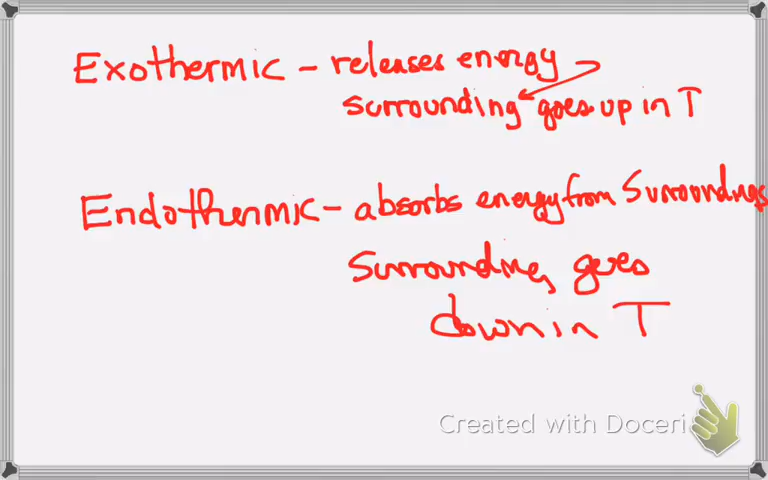 Exothermic - releases energy
surrounding goes up in T
Endothermic - absorbs energy from Surroundings
Surrounding goes
down in T
Created with Doceri